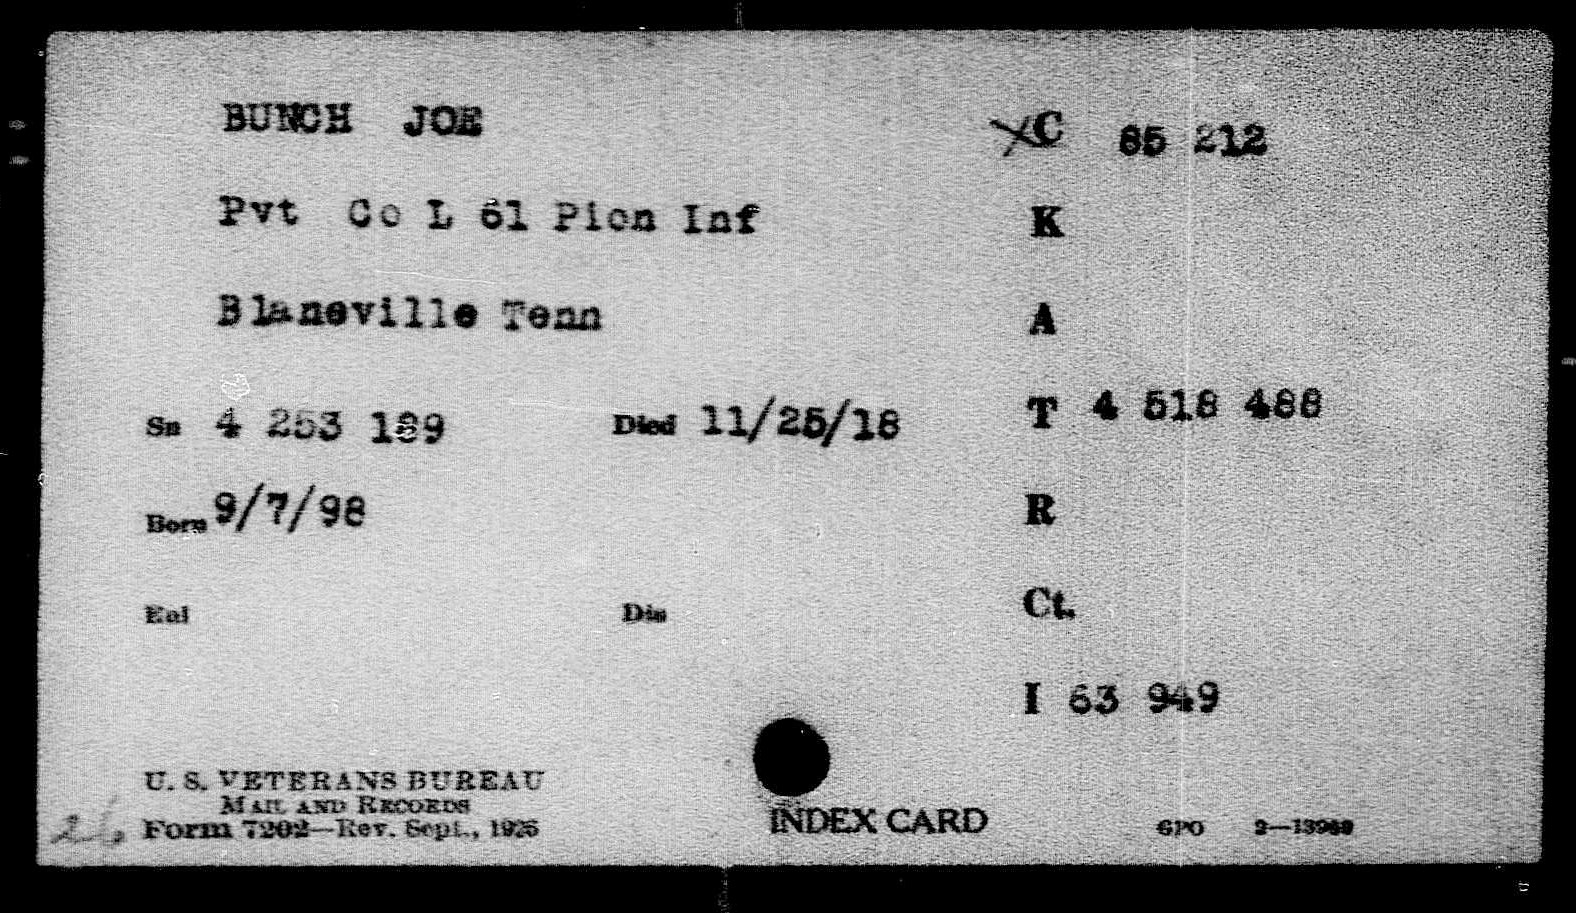 BUNCH JOE
XC 85 212
Pvt Co L 61 Pion Inf
K
Blaneville Tenn
A
T 4 518 488
Sn 4 253 189 Died 11/25/18
Born 9/7/98
R
Enl Dis
Ct.
I 63 949
U. S. VETERANS BUREAU
MAIL AND RECORDS
26 Form 7202—Rev. Sept., 1925
INDEX CARD
GPO